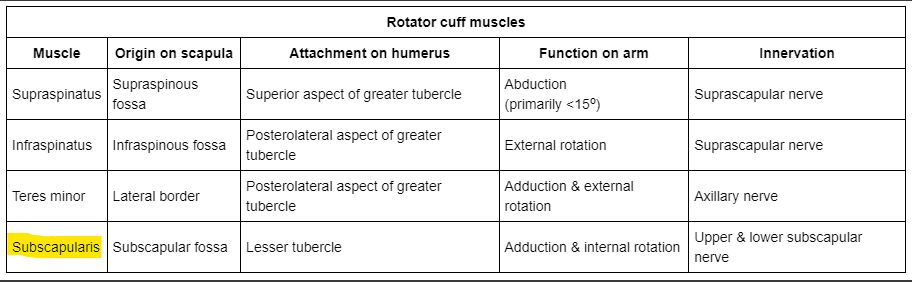 Rotator cuff muscles
Muscle Origin on scapula Attachment on humerus Function on arm Innervation
Supraspinatus Supraspinous fossa Superior aspect of greater tubercle Abduction (primarily <15⁰) Suprascapular nerve
Infraspinatus Infraspinous fossa Posterolateral aspect of greater tubercle External rotation Suprascapular nerve
Teres minor Lateral border Posterolateral aspect of greater tubercle Adduction & external rotation Axillary nerve
Subscapularis Subscapular fossa Lesser tubercle Adduction & internal rotation Upper & lower subscapular nerve